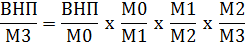 ВНП/М3 = ВНП/М0 x М0/М1 x М1/М2 x М2/М3